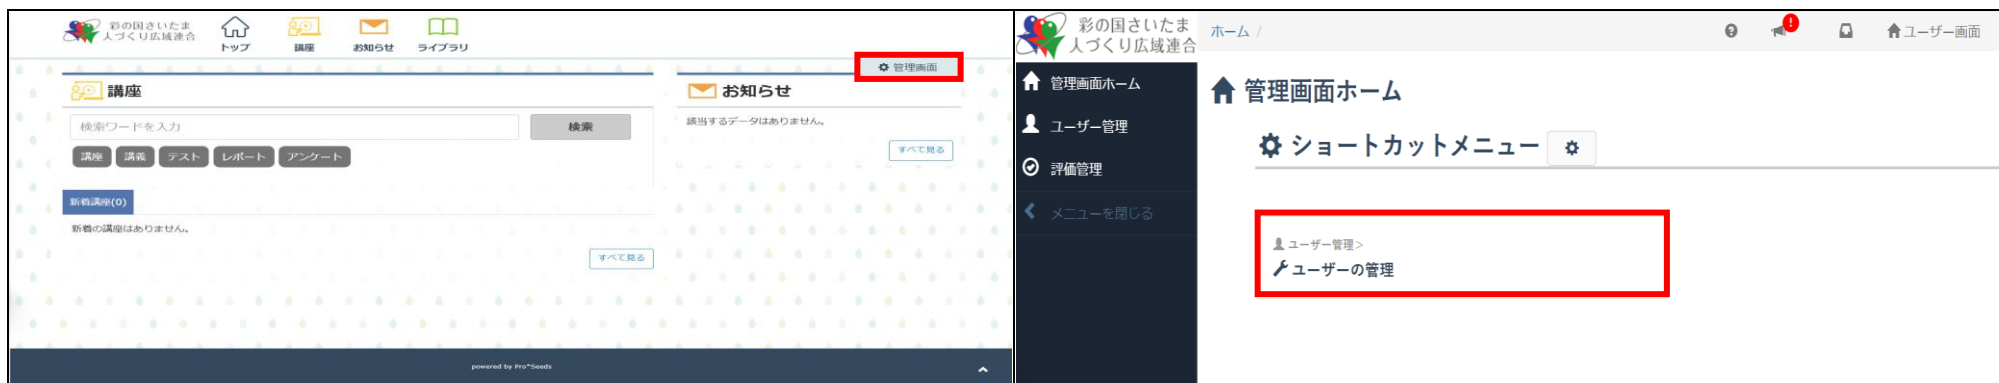 彩の国さいたま
人づくり広域連合
トップ
講座
お知らせ
ライブラリ
管理画面
講座
検索ワードを入力
検索
講座 講義 テスト レポート アンケート
新着講座(0)
新着の講座はありません。
すべて見る
お知らせ
該当するデータはありません。
すべて見る
powered by Pro*Seeds
彩の国さいたま
人づくり広域連合
ホーム /
ユーザー画面
管理画面ホーム
ユーザー管理
評価管理
メニューを閉じる
管理画面ホーム
ショートカットメニュー
ユーザー管理>
ユーザーの管理